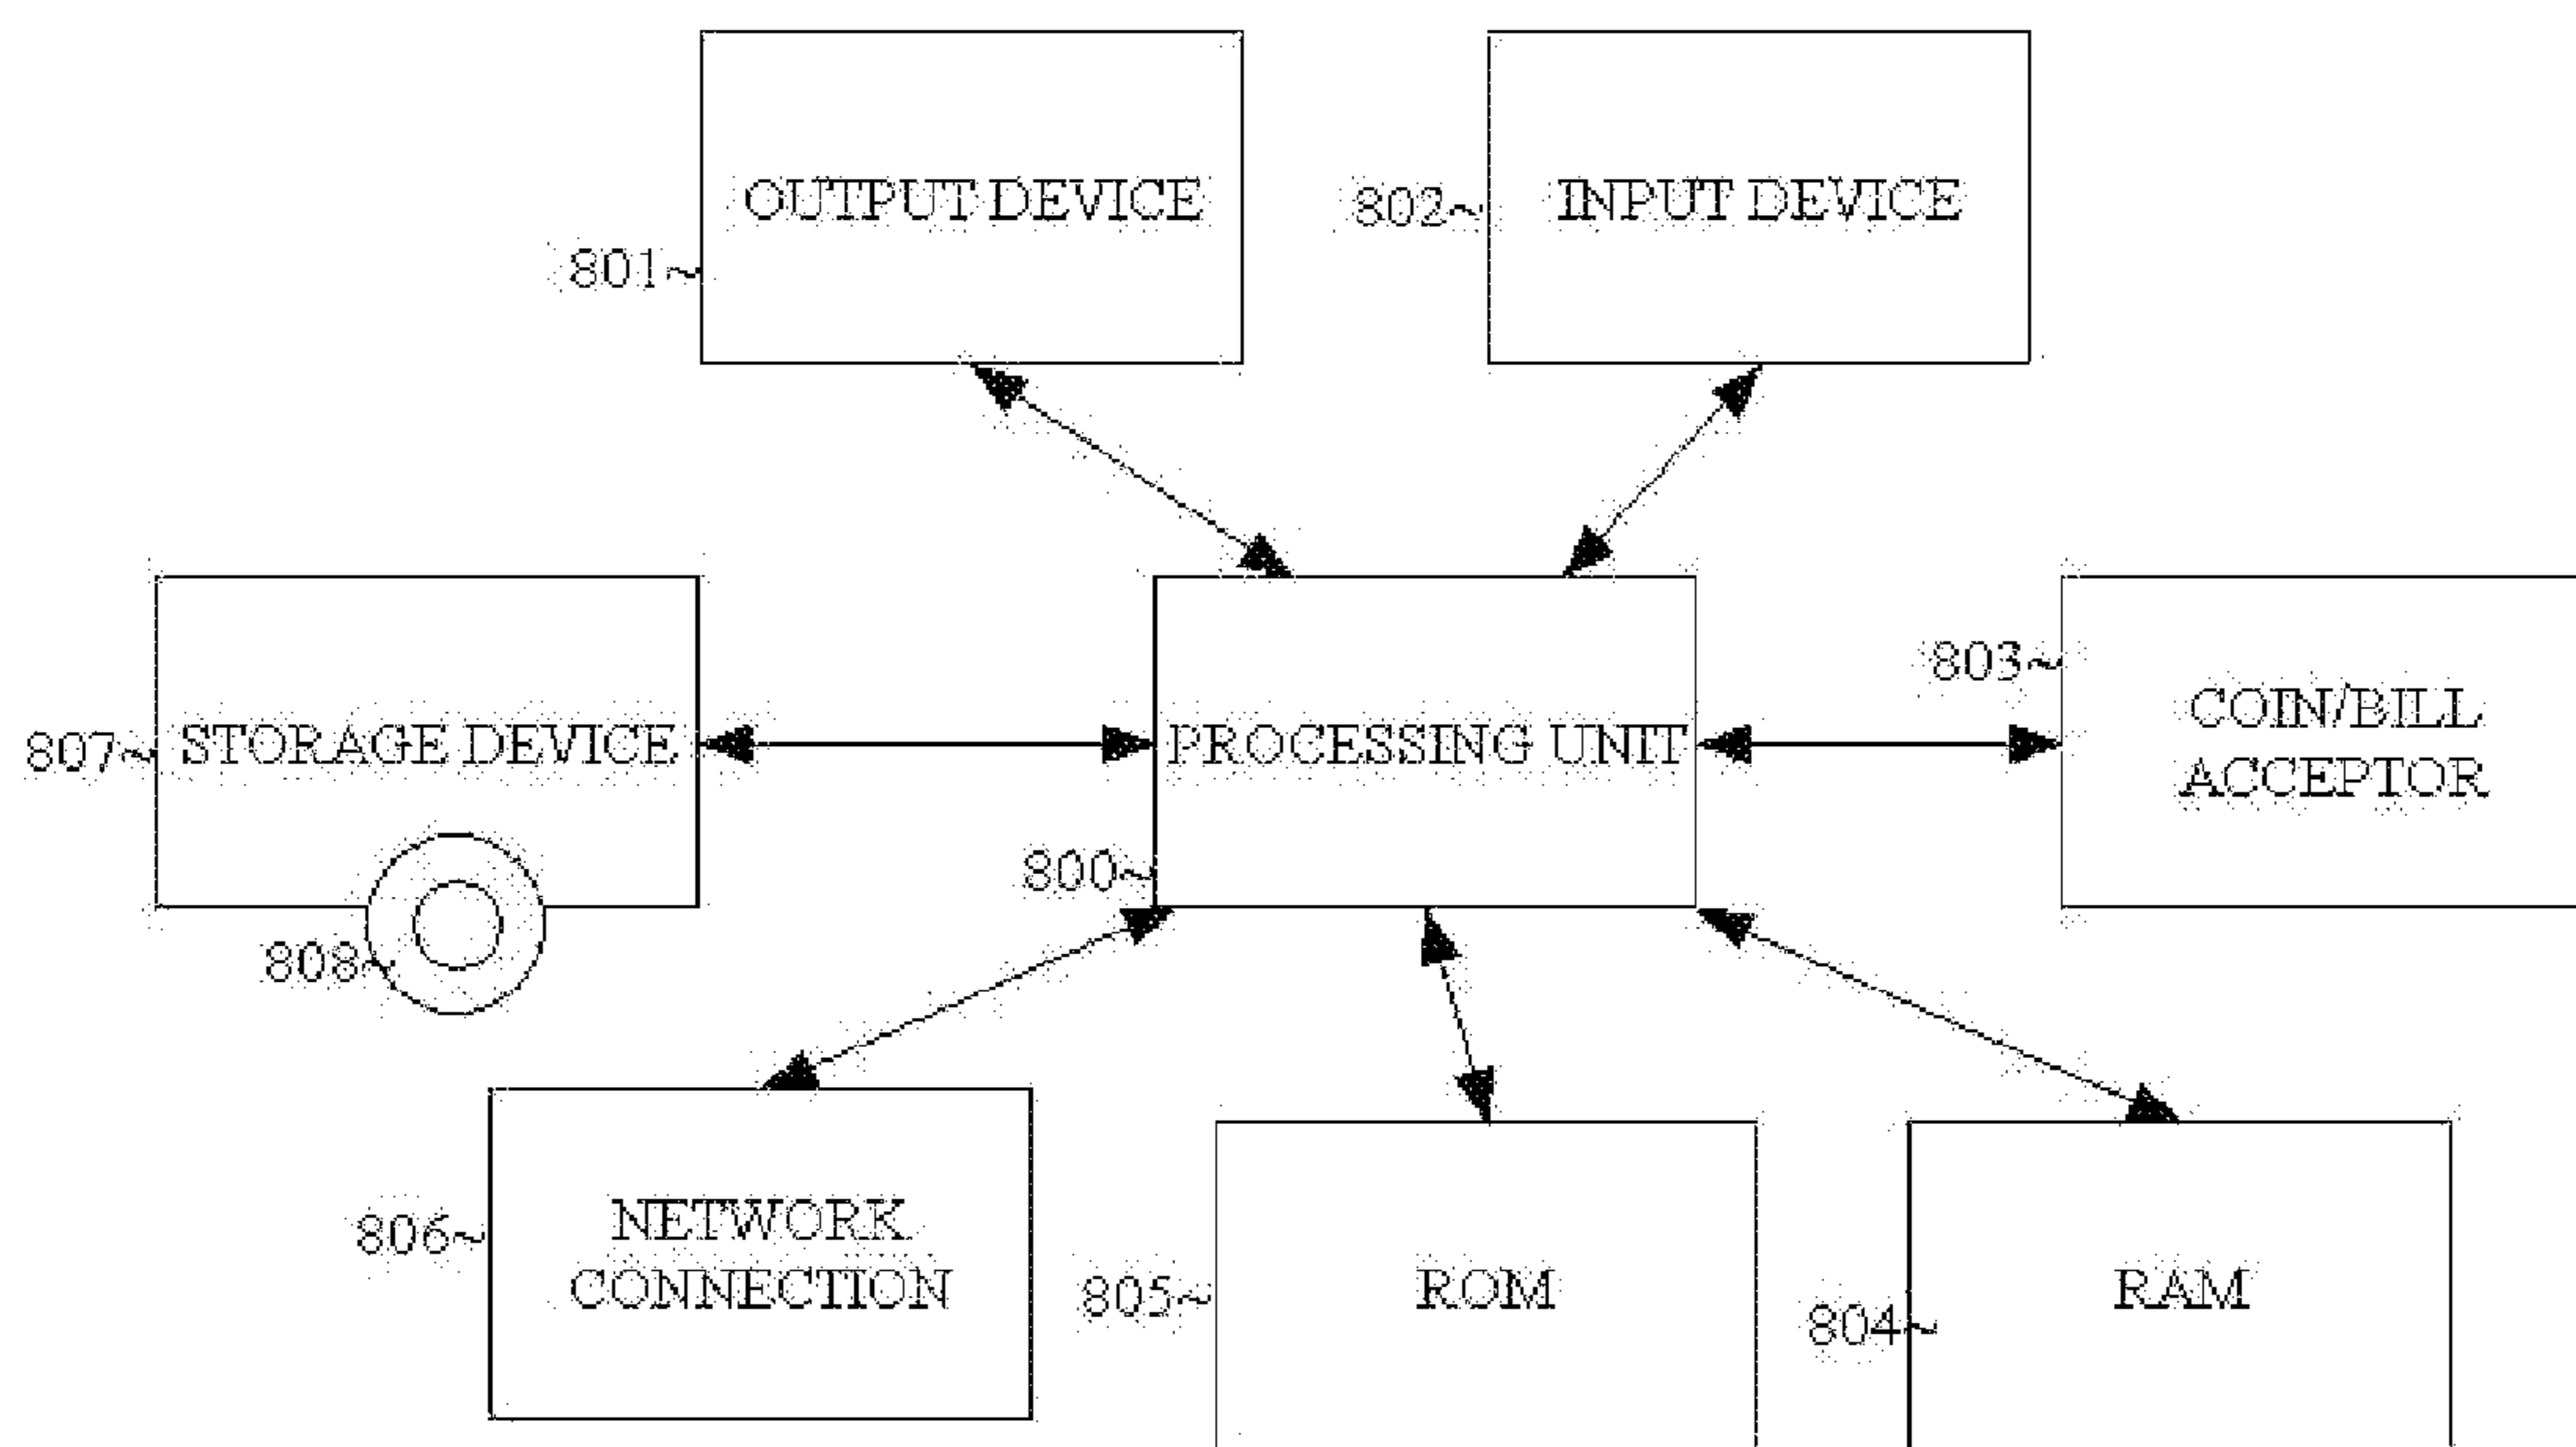 OUTPUT DEVICE
801~
802~
INPUT DEVICE
807~
STORAGE DEVICE
808~
PROCESSING UNIT
800~
803~
COIN/BILL
ACCEPTOR
806~
NETWORK
CONNECTION
805~
ROM
804~
RAM